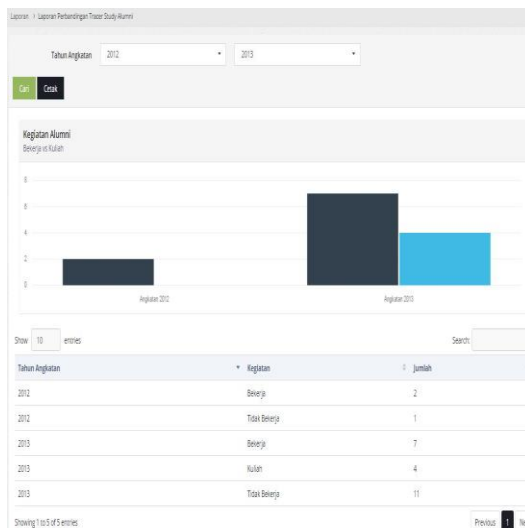 Laporan > Laporan Perbandingan Tracer Study Alumni
Tahun Angkatan 2012 2013
Cari Cetak
Kegiatan Alumni
Bekerja vs Kuliah
8
6
4
2
0
Angkatan 2012 Angkatan 2013
Show 10 entries Search:
Tahun Angkatan Kegiatan Jumlah
2012 Bekerja 2
2012 Tidak Bekerja 1
2013 Bekerja 7
2013 Kuliah 4
2013 Tidak Bekerja 11
Showing 1 to 5 of 5 entries Previous 1